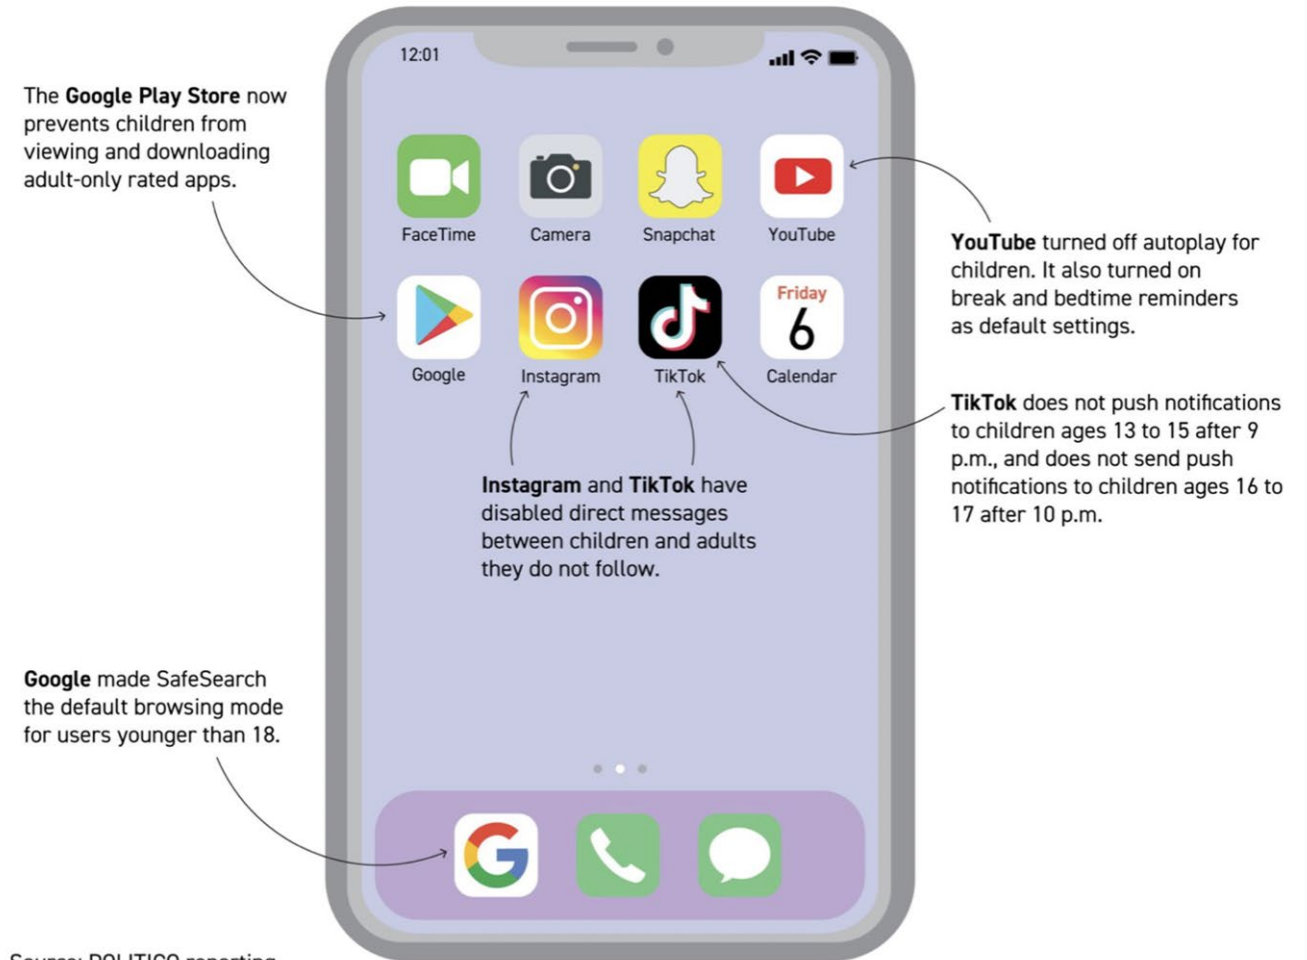 12:01
The Google Play Store now
prevents children from
viewing and downloading
adult-only rated apps.
FaceTime
Camera
Snapchat
YouTube
YouTube turned off autoplay for
children. It also turned on
break and bedtime reminders
as default settings.
Friday
6
Google
Instagram
TikTok
Calendar
TikTok does not push notifications
to children ages 13 to 15 after 9
p.m., and does not send push
notifications to children ages 16 to
17 after 10 p.m.
Instagram and TikTok have
disabled direct messages
between children and adults
they do not follow.
Google made SafeSearch
the default browsing mode
for users younger than 18.
G
Source: POLITICO reporting